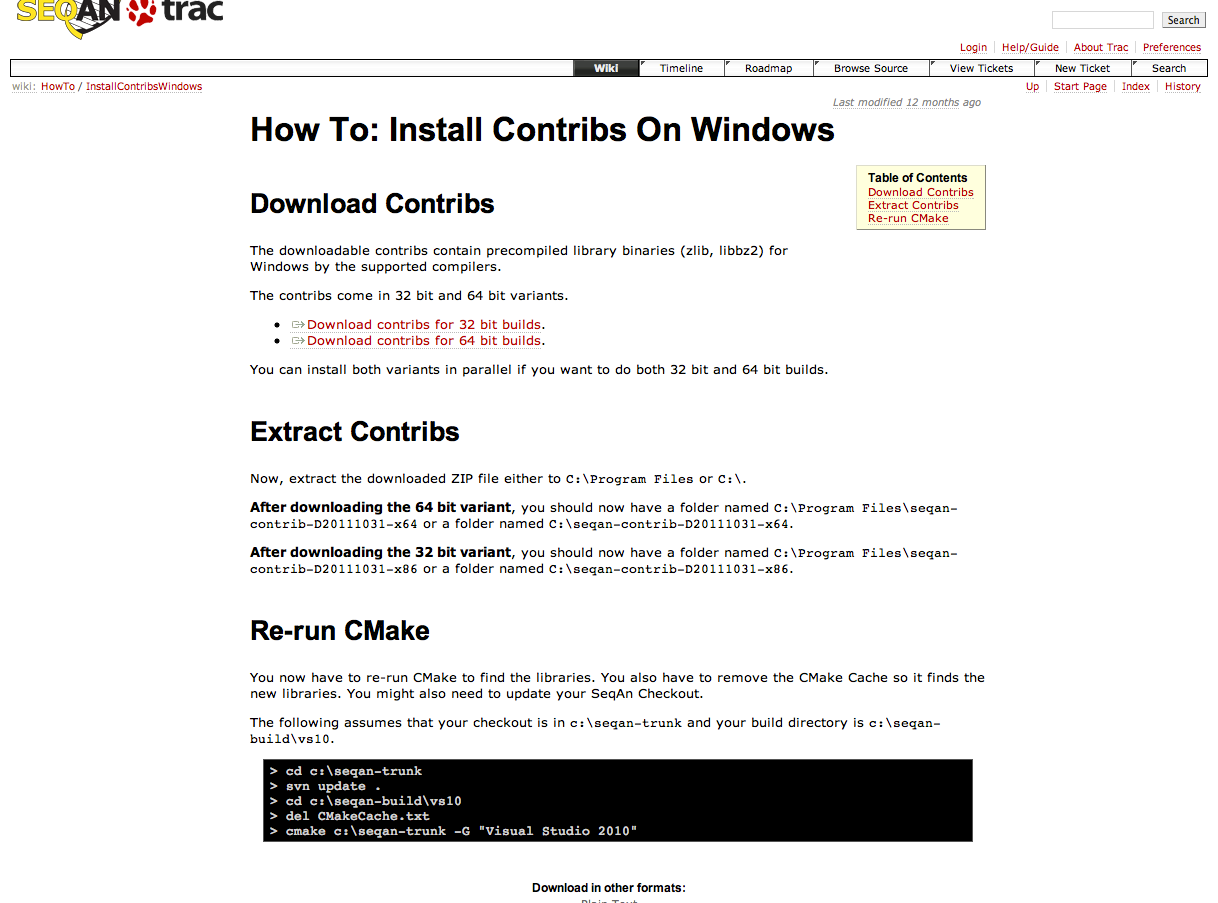 SEQAN trac
Search
Login Help/Guide About Trac Preferences
Wiki Timeline Roadmap Browse Source View Tickets New Ticket Search
wiki: HowTo / InstallContribsWindows
Up Start Page Index History
Last modified 12 months ago
How To: Install Contribs On Windows
Table of Contents
Download Contribs
Extract Contribs
Re-run CMake
Download Contribs
The downloadable contribs contain precompiled library binaries (zlib, libbz2) for
Windows by the supported compilers.
The contribs come in 32 bit and 64 bit variants.
• Download contribs for 32 bit builds.
• Download contribs for 64 bit builds.
You can install both variants in parallel if you want to do both 32 bit and 64 bit builds.
Extract Contribs
Now, extract the downloaded ZIP file either to C:\Program Files or C:\.
After downloading the 64 bit variant, you should now have a folder named C:\Program Files\seqan-
contrib-D20111031-x64 or a folder named C:\seqan-contrib-D20111031-x64.
After downloading the 32 bit variant, you should now have a folder named C:\Program Files\seqan-
contrib-D20111031-x86 or a folder named C:\seqan-contrib-D20111031-x86.
Re-run CMake
You now have to re-run CMake to find the libraries. You also have to remove the CMake Cache so it finds the
new libraries. You might also need to update your SeqAn Checkout.
The following assumes that your checkout is in c:\seqan-trunk and your build directory is c:\seqan-
build\vs10.
> cd c:\seqan-trunk
> svn update .
> cd c:\seqan-build\vs10
> del CMakeCache.txt
> cmake c:\seqan-trunk -G "Visual Studio 2010"
Download in other formats:
Plain Text